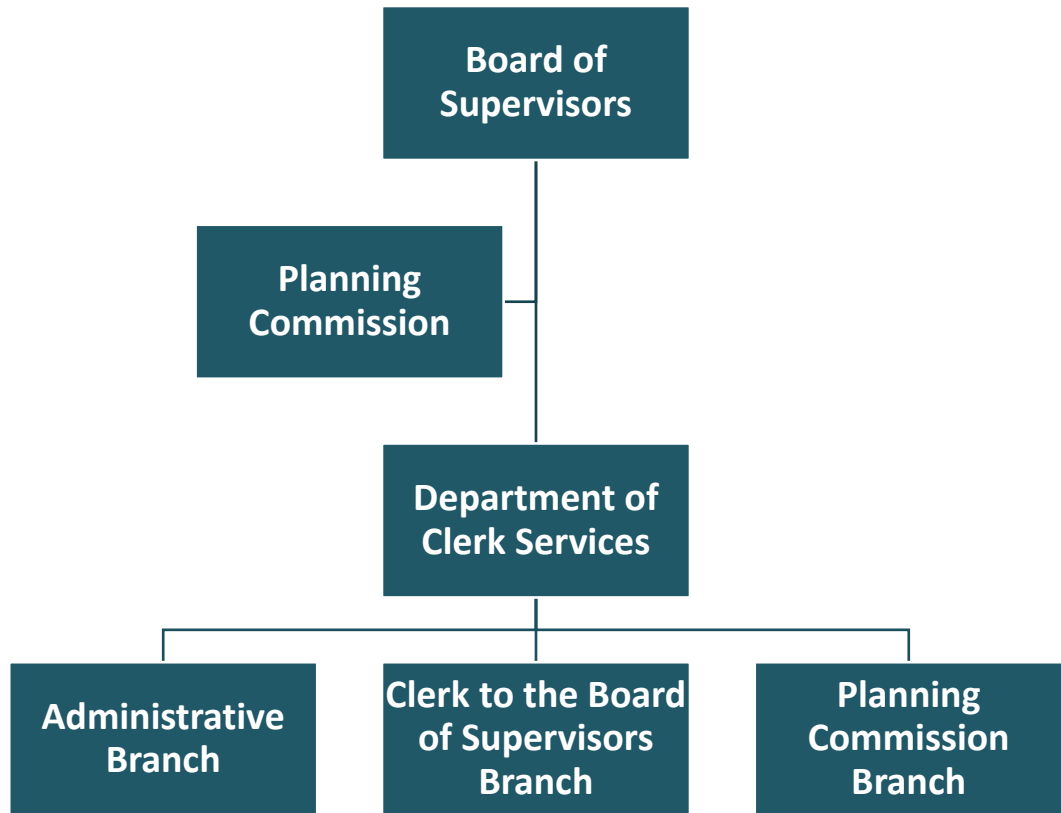 Board of
Supervisors
Planning
Commission
Department of
Clerk Services
Administrative
Branch
Clerk to the Board
of Supervisors
Branch
Planning
Commission
Branch